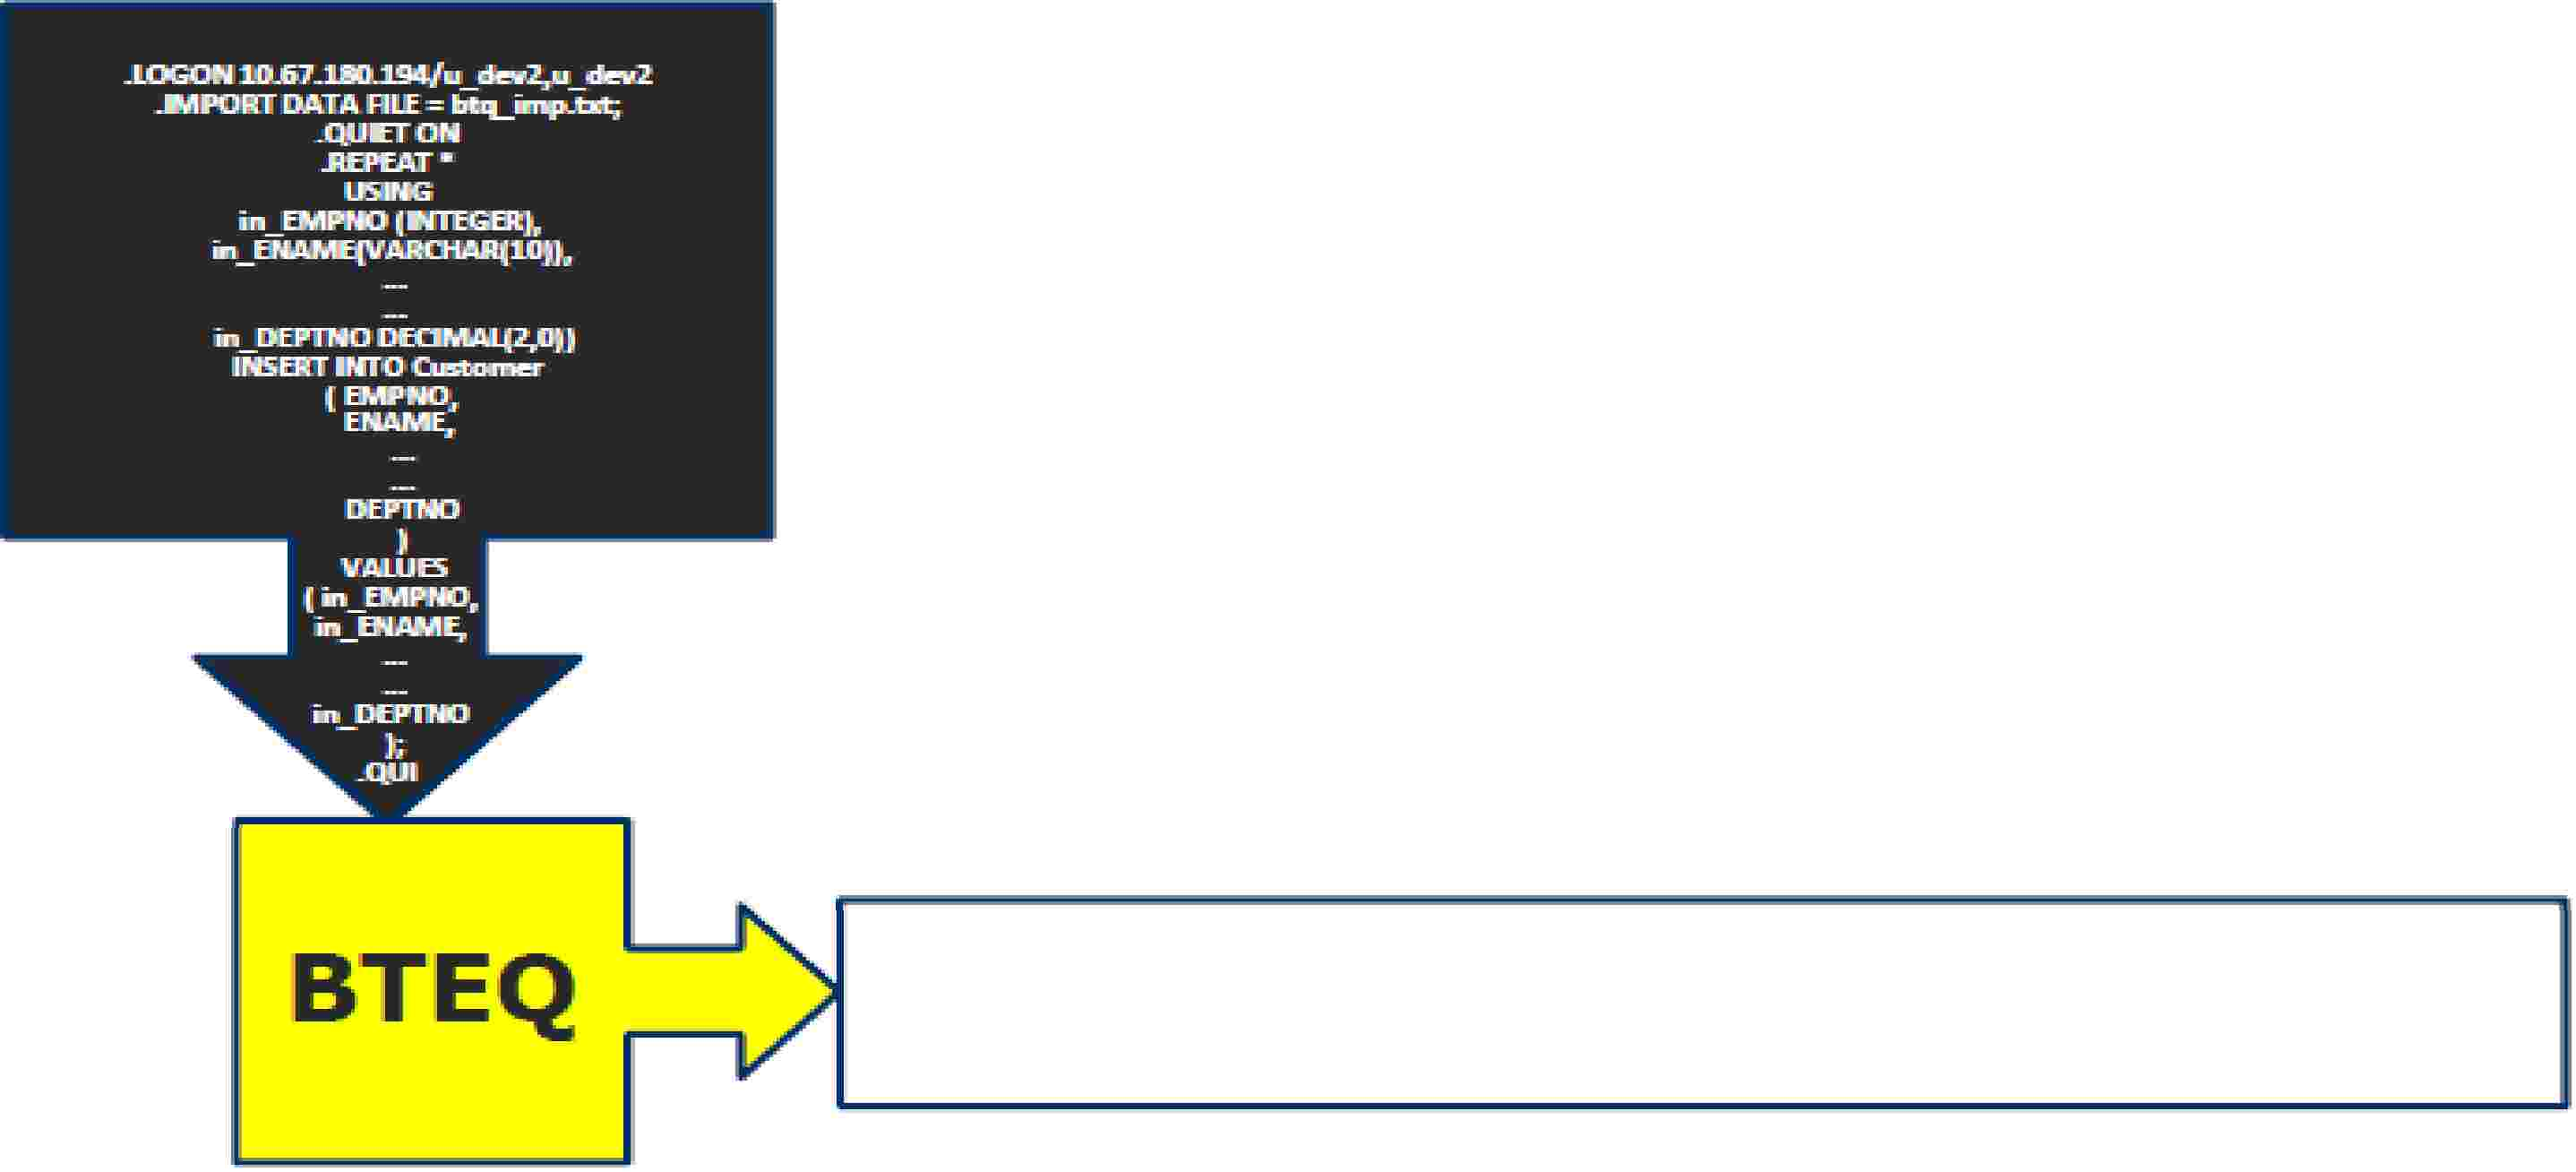 .LOGON 10.67.180.194/u_dev2,u_dev2
.IMPORT DATA FILE = btq_imp.txt;
.QUIET ON
.REPEAT *
USING
in_EMPNO (INTEGER),
in_ENAME(VARCHAR(10)),
...
...
in_DEPTNO DECIMAL(2,0))
INSERT INTO Customer
( EMPNO,
ENAME,
...
...
DEPTNO
)
VALUES
( in_EMPNO,
in_ENAME,
...
...
in_DEPTNO
);
.QUI
BTEQ